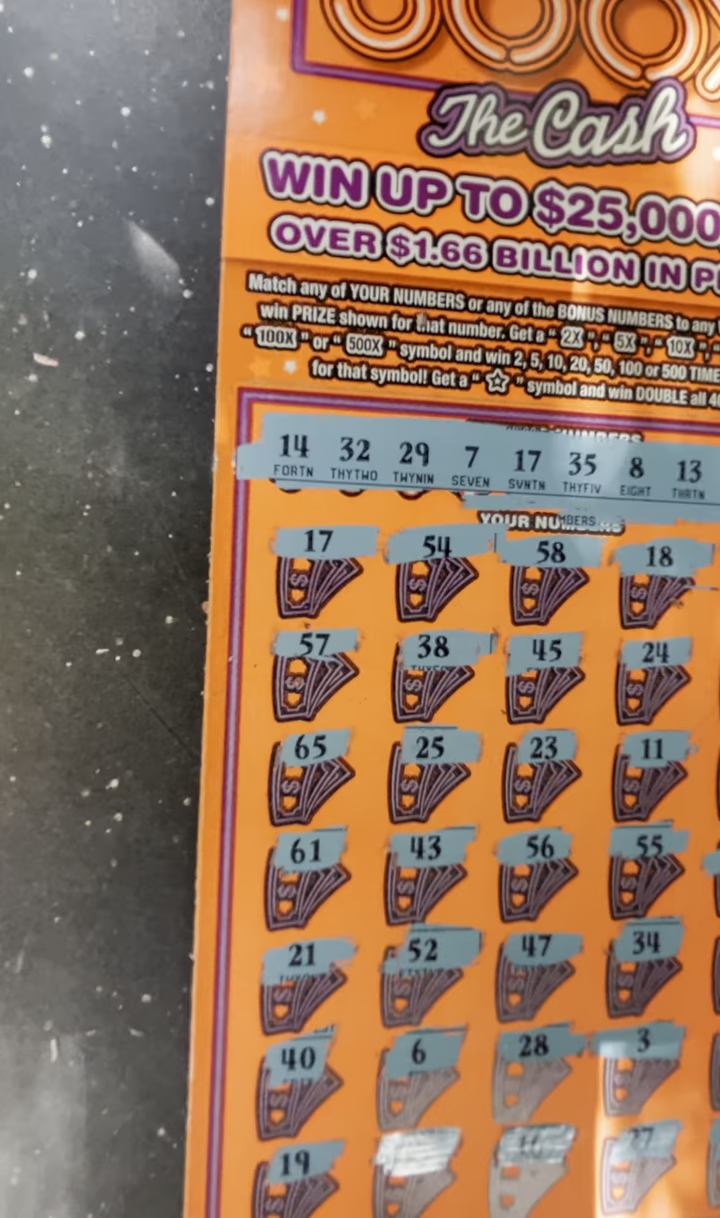 The Cash
WIN UP TO $25,000
OVER $1.66 BILLION IN
Match any of YOUR NUMBERS or any of the BONUS NUMBERS to any
win PRIZE shown for that number. Get a " 2X ", " 5X ", " 10X ", "
" 100X " or " 500X " symbol and win 2, 5, 10, 20, 50, 100 or 500 TIME
for that symbol! Get a " ☆ " symbol and win DOUBLE all
14 32 29 7 17 35 8 13
FORTN THYTWO TWYNIN SEVEN SVNTN THYFIV EIGHT THRTN
YOUR NUMBERS
17 54 58 18
57 38 45 24
65 25 23 11
61 43 56 55
21 52 47 34
40 6 28 3
19 27